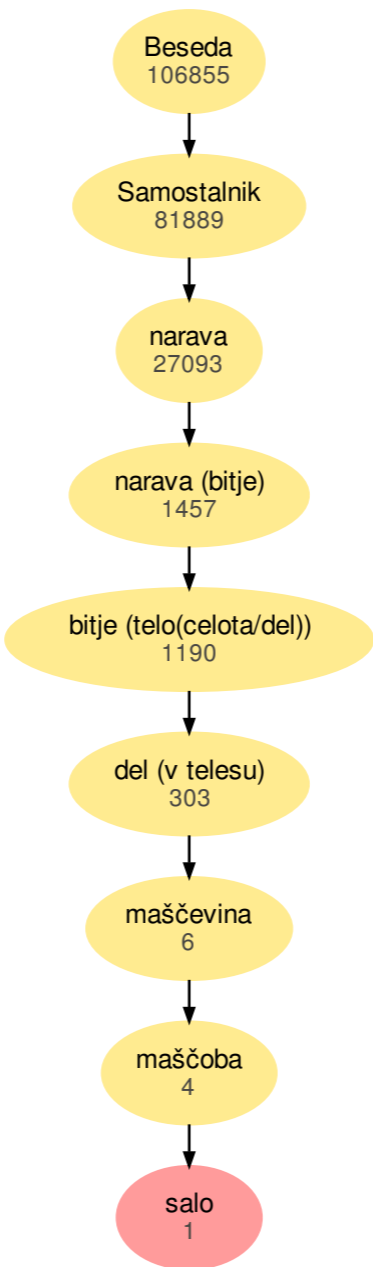 Beseda
106855
Samostalnik
81889
narava
27093
narava (bitje)
1457
bitje (telo(celota/del))
1190
del (v telesu)
303
maščevina
6
maščoba
4
salo
1